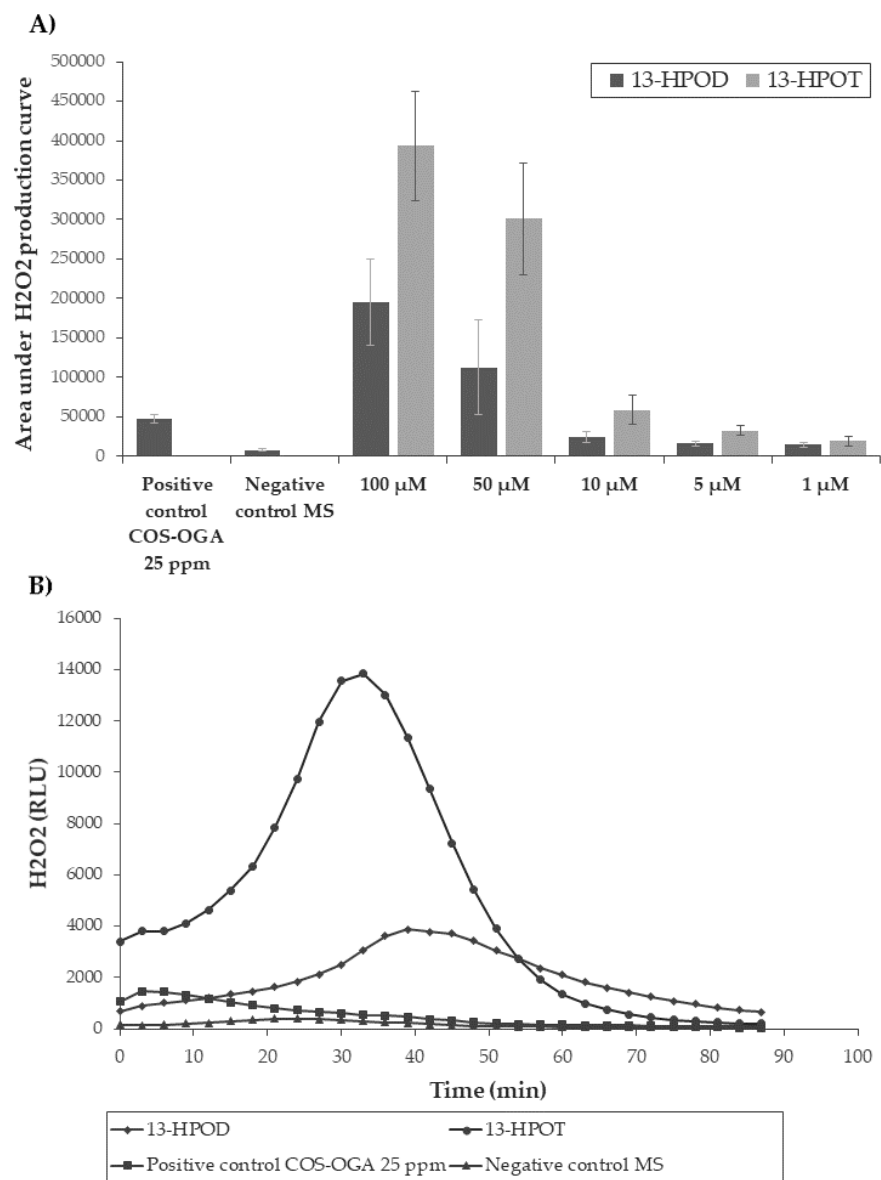 A)
Area under H2O2 production curve
500000
450000
400000
350000
300000
250000
200000
150000
100000
50000
0
13-HPOD 13-HPOT
Positive control COS-OGA 25 ppm
Negative control MS
100 µM
50 µM
10 µM
5 µM
1 µM
B)
H2O2 (RLU)
16000
14000
12000
10000
8000
6000
4000
2000
0
0 10 20 30 40 50 60 70 80 90 100
Time (min)
13-HPOD 13-HPOT
Positive control COS-OGA 25 ppm Negative control MS